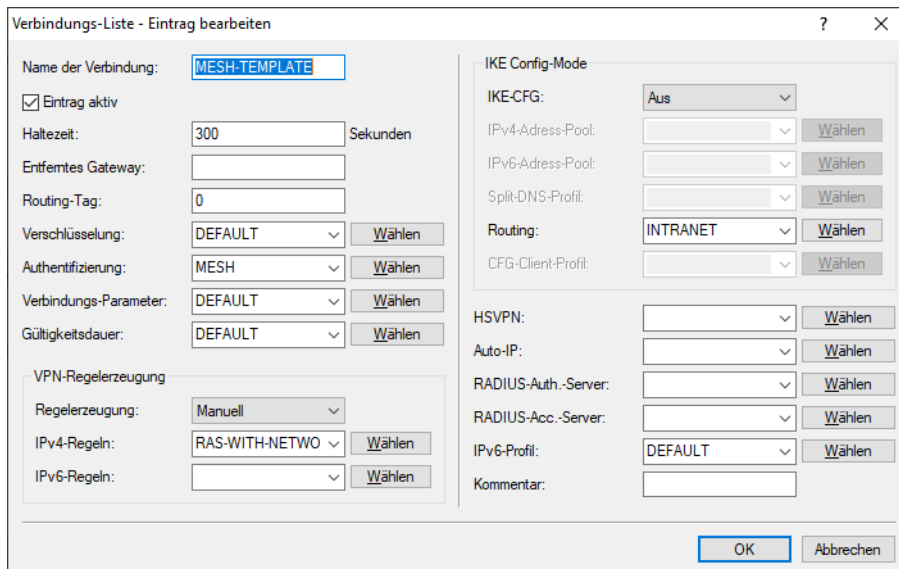 Verbindungs-Liste - Eintrag bearbeiten ?
Name der Verbindung: MESH-TEMPLATE
Eintrag aktiv
Haltezeit: 300 Sekunden
Entferntes Gateway:
Routing-Tag: 0
Verschlüsselung: DEFAULT Wählen
Authentifizierung: MESH Wählen
Verbindungs-Parameter: DEFAULT Wählen
Gültigkeitsdauer: DEFAULT Wählen
VPN-Regelerzeugung
Regelerzeugung: Manuell
IPv4-Regeln: RAS-WITH-NETWO Wählen
IPv6-Regeln: Wählen
IKE Config-Mode
IKE-CFG: Aus
IPv4-Adress-Pool: Wählen
IPv6-Adress-Pool: Wählen
Split-DNS-Profil: Wählen
Routing: INTRANET Wählen
CFG-Client-Profil: Wählen
HSVPN: Wählen
Auto-IP: Wählen
RADIUS-Auth.-Server: Wählen
RADIUS-Acc.-Server: Wählen
IPv6-Profil: DEFAULT Wählen
Kommentar:
OK Abbrechen